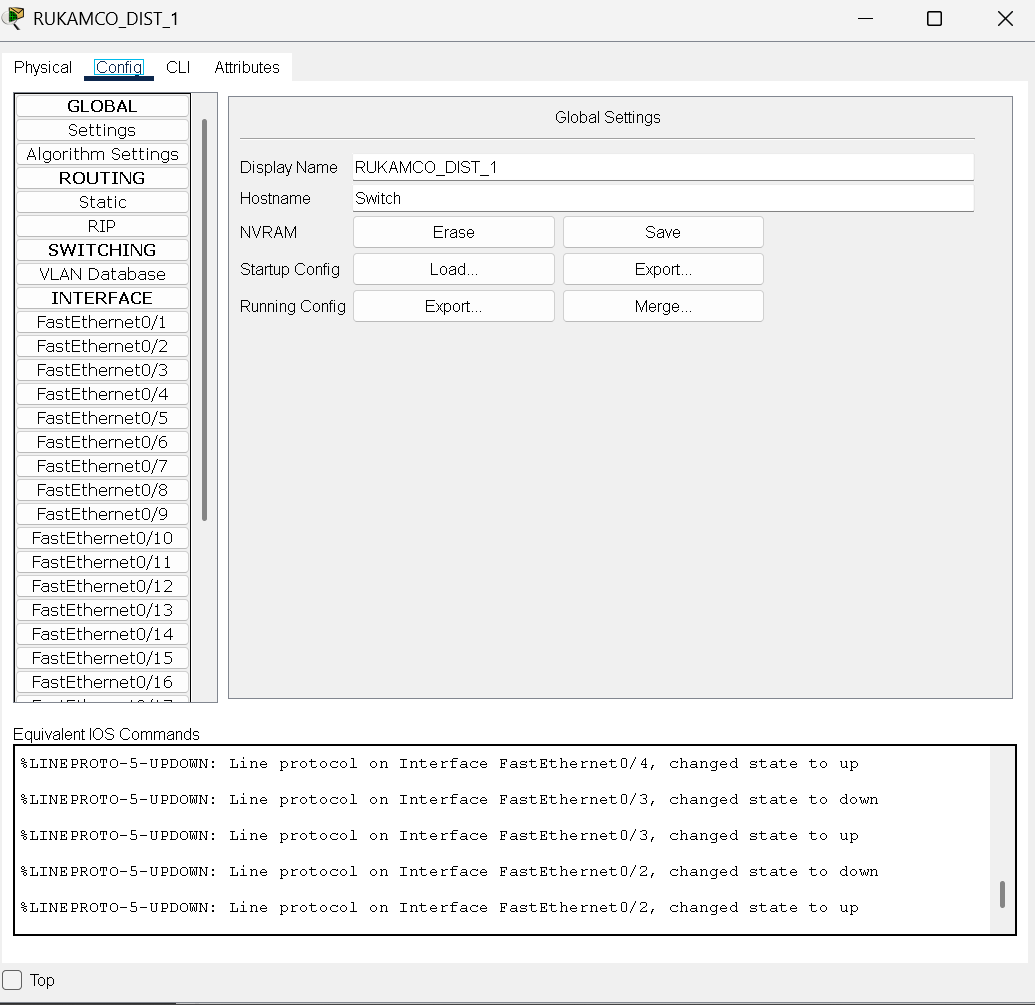 RUKAMCO_DIST_1
Physical Config CLI Attributes
GLOBAL
Settings
Algorithm Settings
ROUTING
Static
RIP
SWITCHING
VLAN Database
INTERFACE
FastEthernet0/1
FastEthernet0/2
FastEthernet0/3
FastEthernet0/4
FastEthernet0/5
FastEthernet0/6
FastEthernet0/7
FastEthernet0/8
FastEthernet0/9
FastEthernet0/10
FastEthernet0/11
FastEthernet0/12
FastEthernet0/13
FastEthernet0/14
FastEthernet0/15
FastEthernet0/16
Global Settings
Display Name RUKAMCO_DIST_1
Hostname Switch
NVRAM Erase Save
Startup Config Load... Export...
Running Config Export... Merge...
Equivalent IOS Commands
%LINEPROTO-5-UPDOWN: Line protocol on Interface FastEthernet0/4, changed state to up
%LINEPROTO-5-UPDOWN: Line protocol on Interface FastEthernet0/3, changed state to down
%LINEPROTO-5-UPDOWN: Line protocol on Interface FastEthernet0/3, changed state to up
%LINEPROTO-5-UPDOWN: Line protocol on Interface FastEthernet0/2, changed state to down
%LINEPROTO-5-UPDOWN: Line protocol on Interface FastEthernet0/2, changed state to up
Top